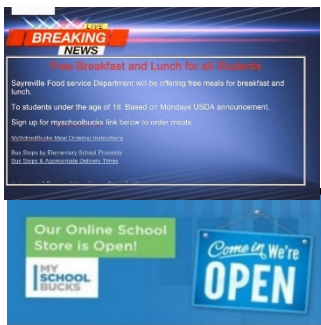 LIVE
BREAKING
NEWS
Free Breakfast and Lunch for all Students
Sayreville Food service Department will be offering free meals for breakfast and
lunch.
To students under the age of 18. Based on Mondays USDA announcement.
Sign up for myschoolbucks link below to order meals
MySchoolBucks Meal Ordering Instructions
Bus Stops by Elementary School Proximity
Bus Stops & Approximate Delivery Times
Our Online School
Store is Open!
MY
SCHOOL
BUCKS
Come in We're
OPEN